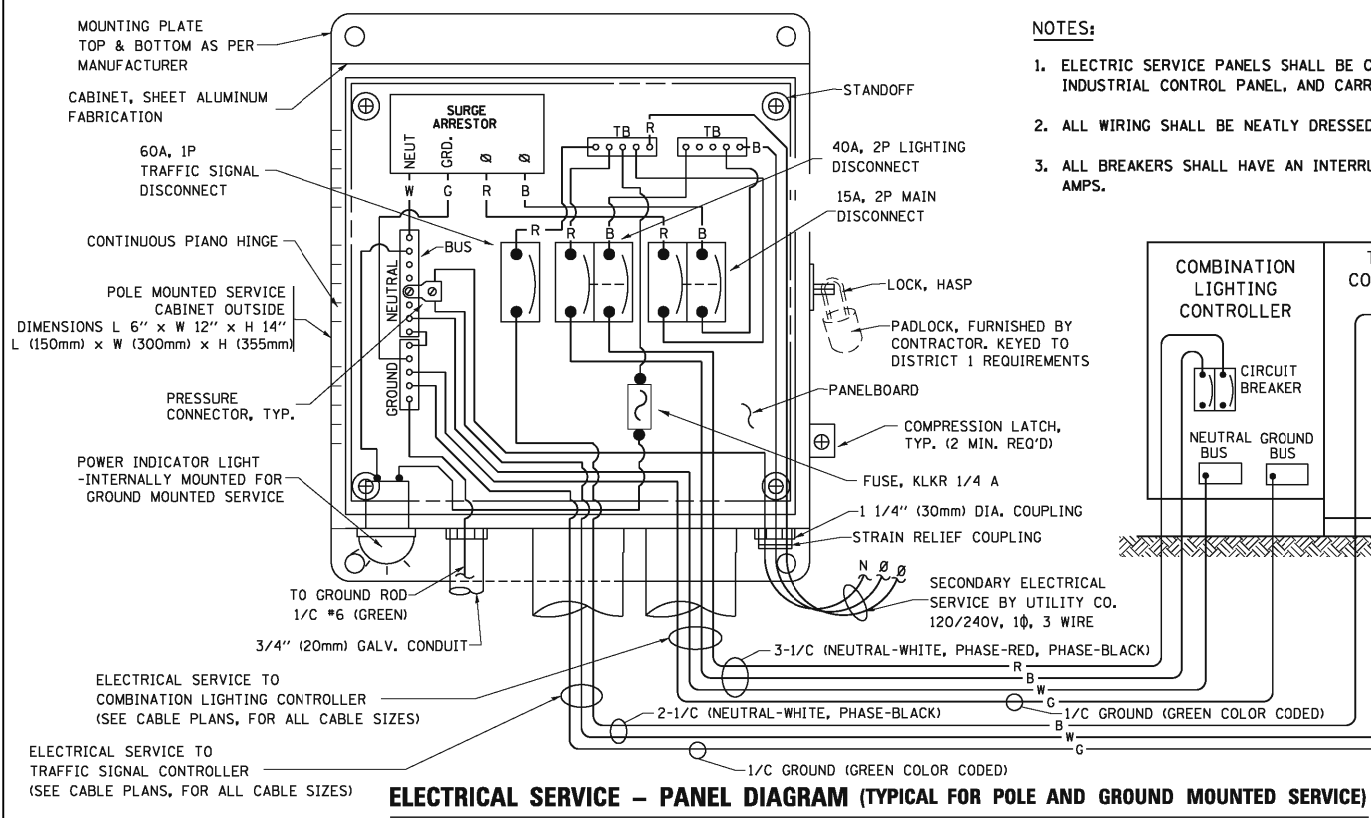 MOUNTING PLATE
TOP & BOTTOM AS PER
MANUFACTURER
CABINET, SHEET ALUMINUM
FABRICATION
60A, 1P
TRAFFIC SIGNAL
DISCONNECT
CONTINUOUS PIANO HINGE
POLE MOUNTED SERVICE
CABINET OUTSIDE
DIMENSIONS L 6" x W 12" x H 14"
L (150mm) x W (300mm) x H (355mm)
PRESSURE
CONNECTOR, TYP.
POWER INDICATOR LIGHT
-INTERNALLY MOUNTED FOR
GROUND MOUNTED SERVICE
SURGE
ARRESTOR
NEUT
GRD.
Ø
Ø
W G R B
TB
R
TB
B
BUS
NEUTRAL
GROUND
R
R
B
R
B
STANDOFF
40A, 2P LIGHTING
DISCONNECT
15A, 2P MAIN
DISCONNECT
LOCK, HASP
PADLOCK, FURNISHED BY
CONTRACTOR. KEYED TO
DISTRICT 1 REQUIREMENTS
PANELBOARD
COMPRESSION LATCH,
TYP. (2 MIN. REQ'D)
FUSE, KLKR 1/4 A
1 1/4" (30mm) DIA. COUPLING
STRAIN RELIEF COUPLING
N Ø Ø
SECONDARY ELECTRICAL
SERVICE BY UTILITY CO.
120/240V, 1ϕ, 3 WIRE
TO GROUND ROD
1/C #6 (GREEN)
3/4" (20mm) GALV. CONDUIT
ELECTRICAL SERVICE TO
COMBINATION LIGHTING CONTROLLER
(SEE CABLE PLANS, FOR ALL CABLE SIZES)
ELECTRICAL SERVICE TO
TRAFFIC SIGNAL CONTROLLER
(SEE CABLE PLANS, FOR ALL CABLE SIZES)
3-1/C (NEUTRAL-WHITE, PHASE-RED, PHASE-BLACK)
R
B
W
G
1/C GROUND (GREEN COLOR CODED)
2-1/C (NEUTRAL-WHITE, PHASE-BLACK)
B
W
G
1/C GROUND (GREEN COLOR CODED)
NOTES:
1. ELECTRIC SERVICE PANELS SHALL BE C
INDUSTRIAL CONTROL PANEL, AND CARR
2. ALL WIRING SHALL BE NEATLY DRESSED
3. ALL BREAKERS SHALL HAVE AN INTERRU
AMPS.
COMBINATION
LIGHTING
CONTROLLER
CIRCUIT
BREAKER
NEUTRAL
BUS
GROUND
BUS
T
CO
ELECTRICAL SERVICE – PANEL DIAGRAM (TYPICAL FOR POLE AND GROUND MOUNTED SERVICE)